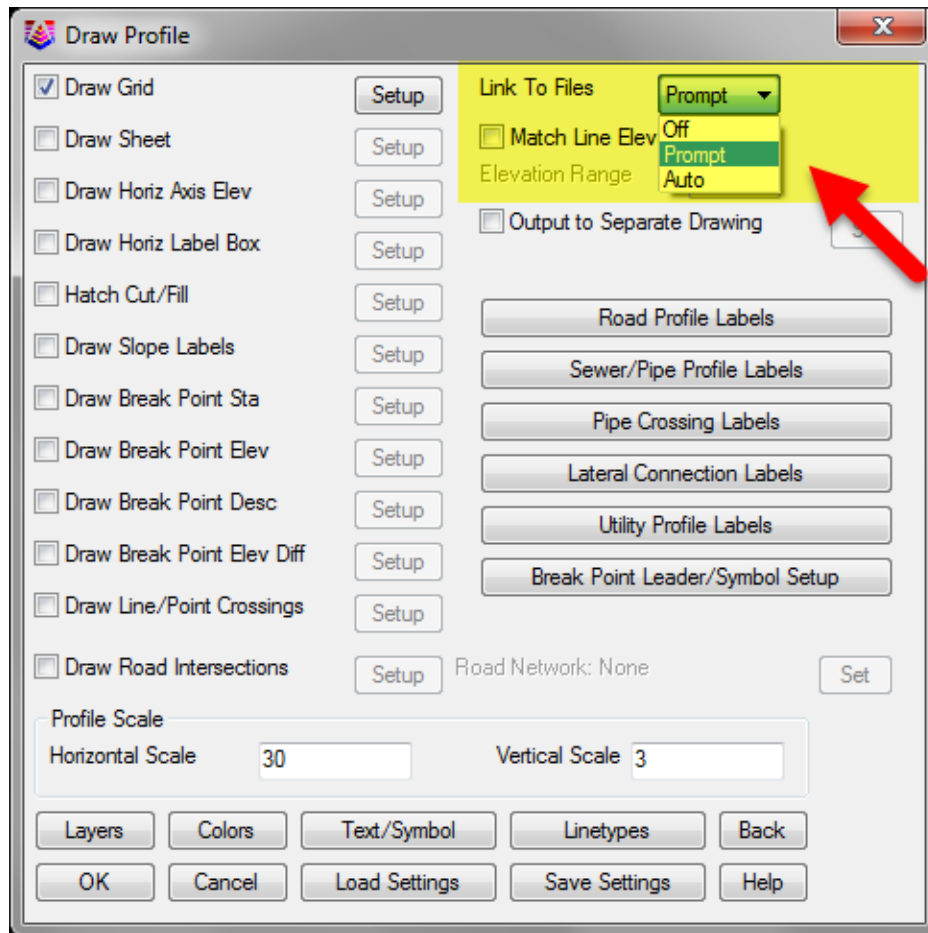 Draw Profile
Draw Grid Setup Link To Files Prompt
Off
Prompt
Auto
Draw Sheet Setup Match Line Elev
Elevation Range
Draw Horiz Axis Elev Setup
Output to Separate Drawing
Draw Horiz Label Box Setup
Hatch Cut/Fill Setup Road Profile Labels
Draw Slope Labels Setup Sewer/Pipe Profile Labels
Draw Break Point Sta Setup Pipe Crossing Labels
Draw Break Point Elev Setup Lateral Connection Labels
Draw Break Point Desc Setup Utility Profile Labels
Draw Break Point Elev Diff Setup Break Point Leader/Symbol Setup
Draw Line/Point Crossings Setup
Draw Road Intersections Setup Road Network: None Set
Profile Scale
Horizontal Scale 30 Vertical Scale 3
Layers Colors Text/Symbol Linetypes Back
OK Cancel Load Settings Save Settings Help